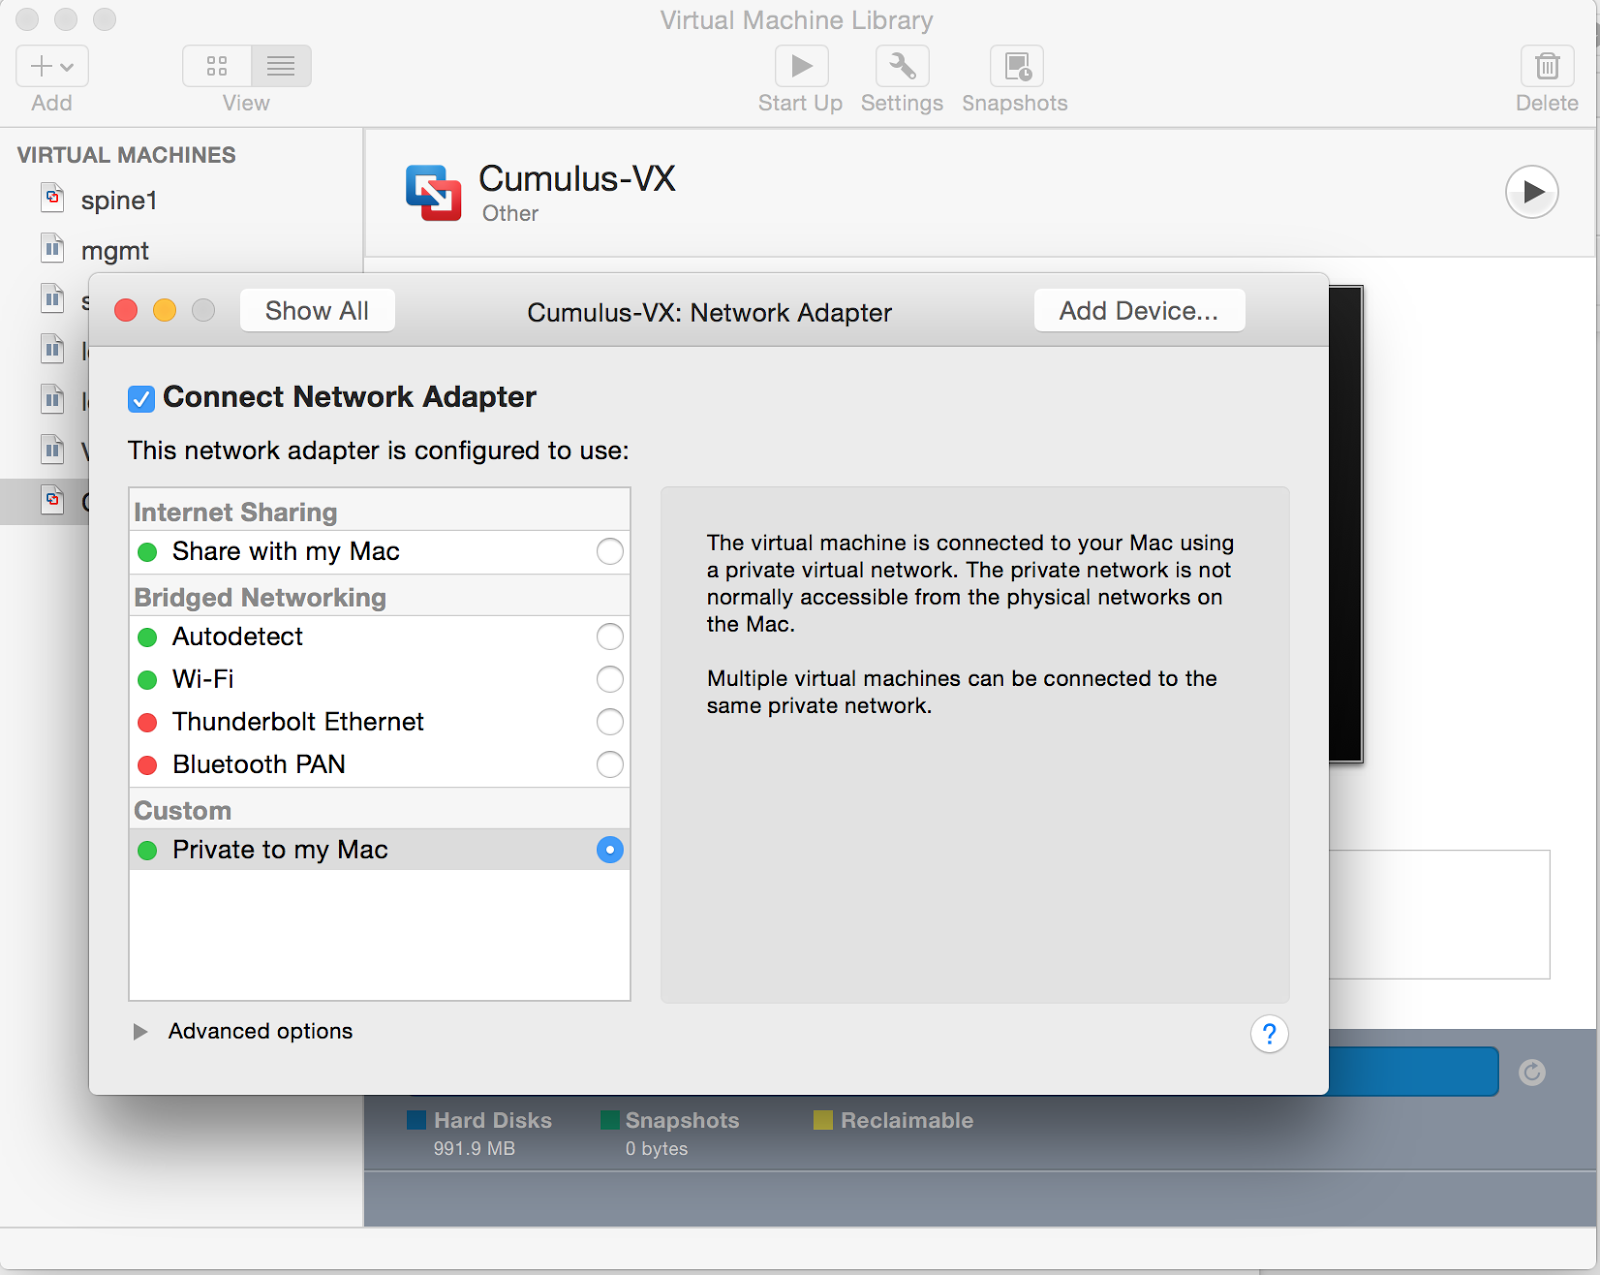 Virtual Machine Library
Add
View
Start Up
Settings
Snapshots
Delete
VIRTUAL MACHINES
spine1
mgmt
Cumulus-VX
Other
Show All
Cumulus-VX: Network Adapter
Add Device...
Connect Network Adapter
This network adapter is configured to use:
Internet Sharing
Share with my Mac
Bridged Networking
Autodetect
Wi-Fi
Thunderbolt Ethernet
Bluetooth PAN
Custom
Private to my Mac
The virtual machine is connected to your Mac using
a private virtual network. The private network is not
normally accessible from the physical networks on
the Mac.
Multiple virtual machines can be connected to the
same private network.
Advanced options
?
Hard Disks
991.9 MB
Snapshots
0 bytes
Reclaimable